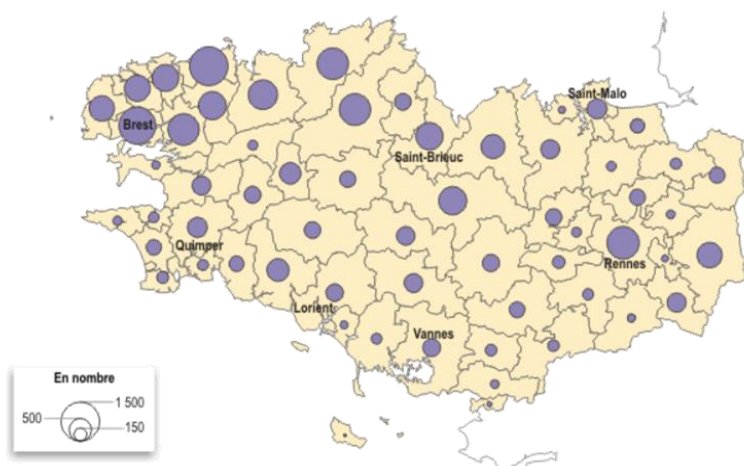 Saint-Malo
Brest
Saint-Brieuc
Quimper
Rennes
Lorient
Vannes
En nombre
1 500
500
150